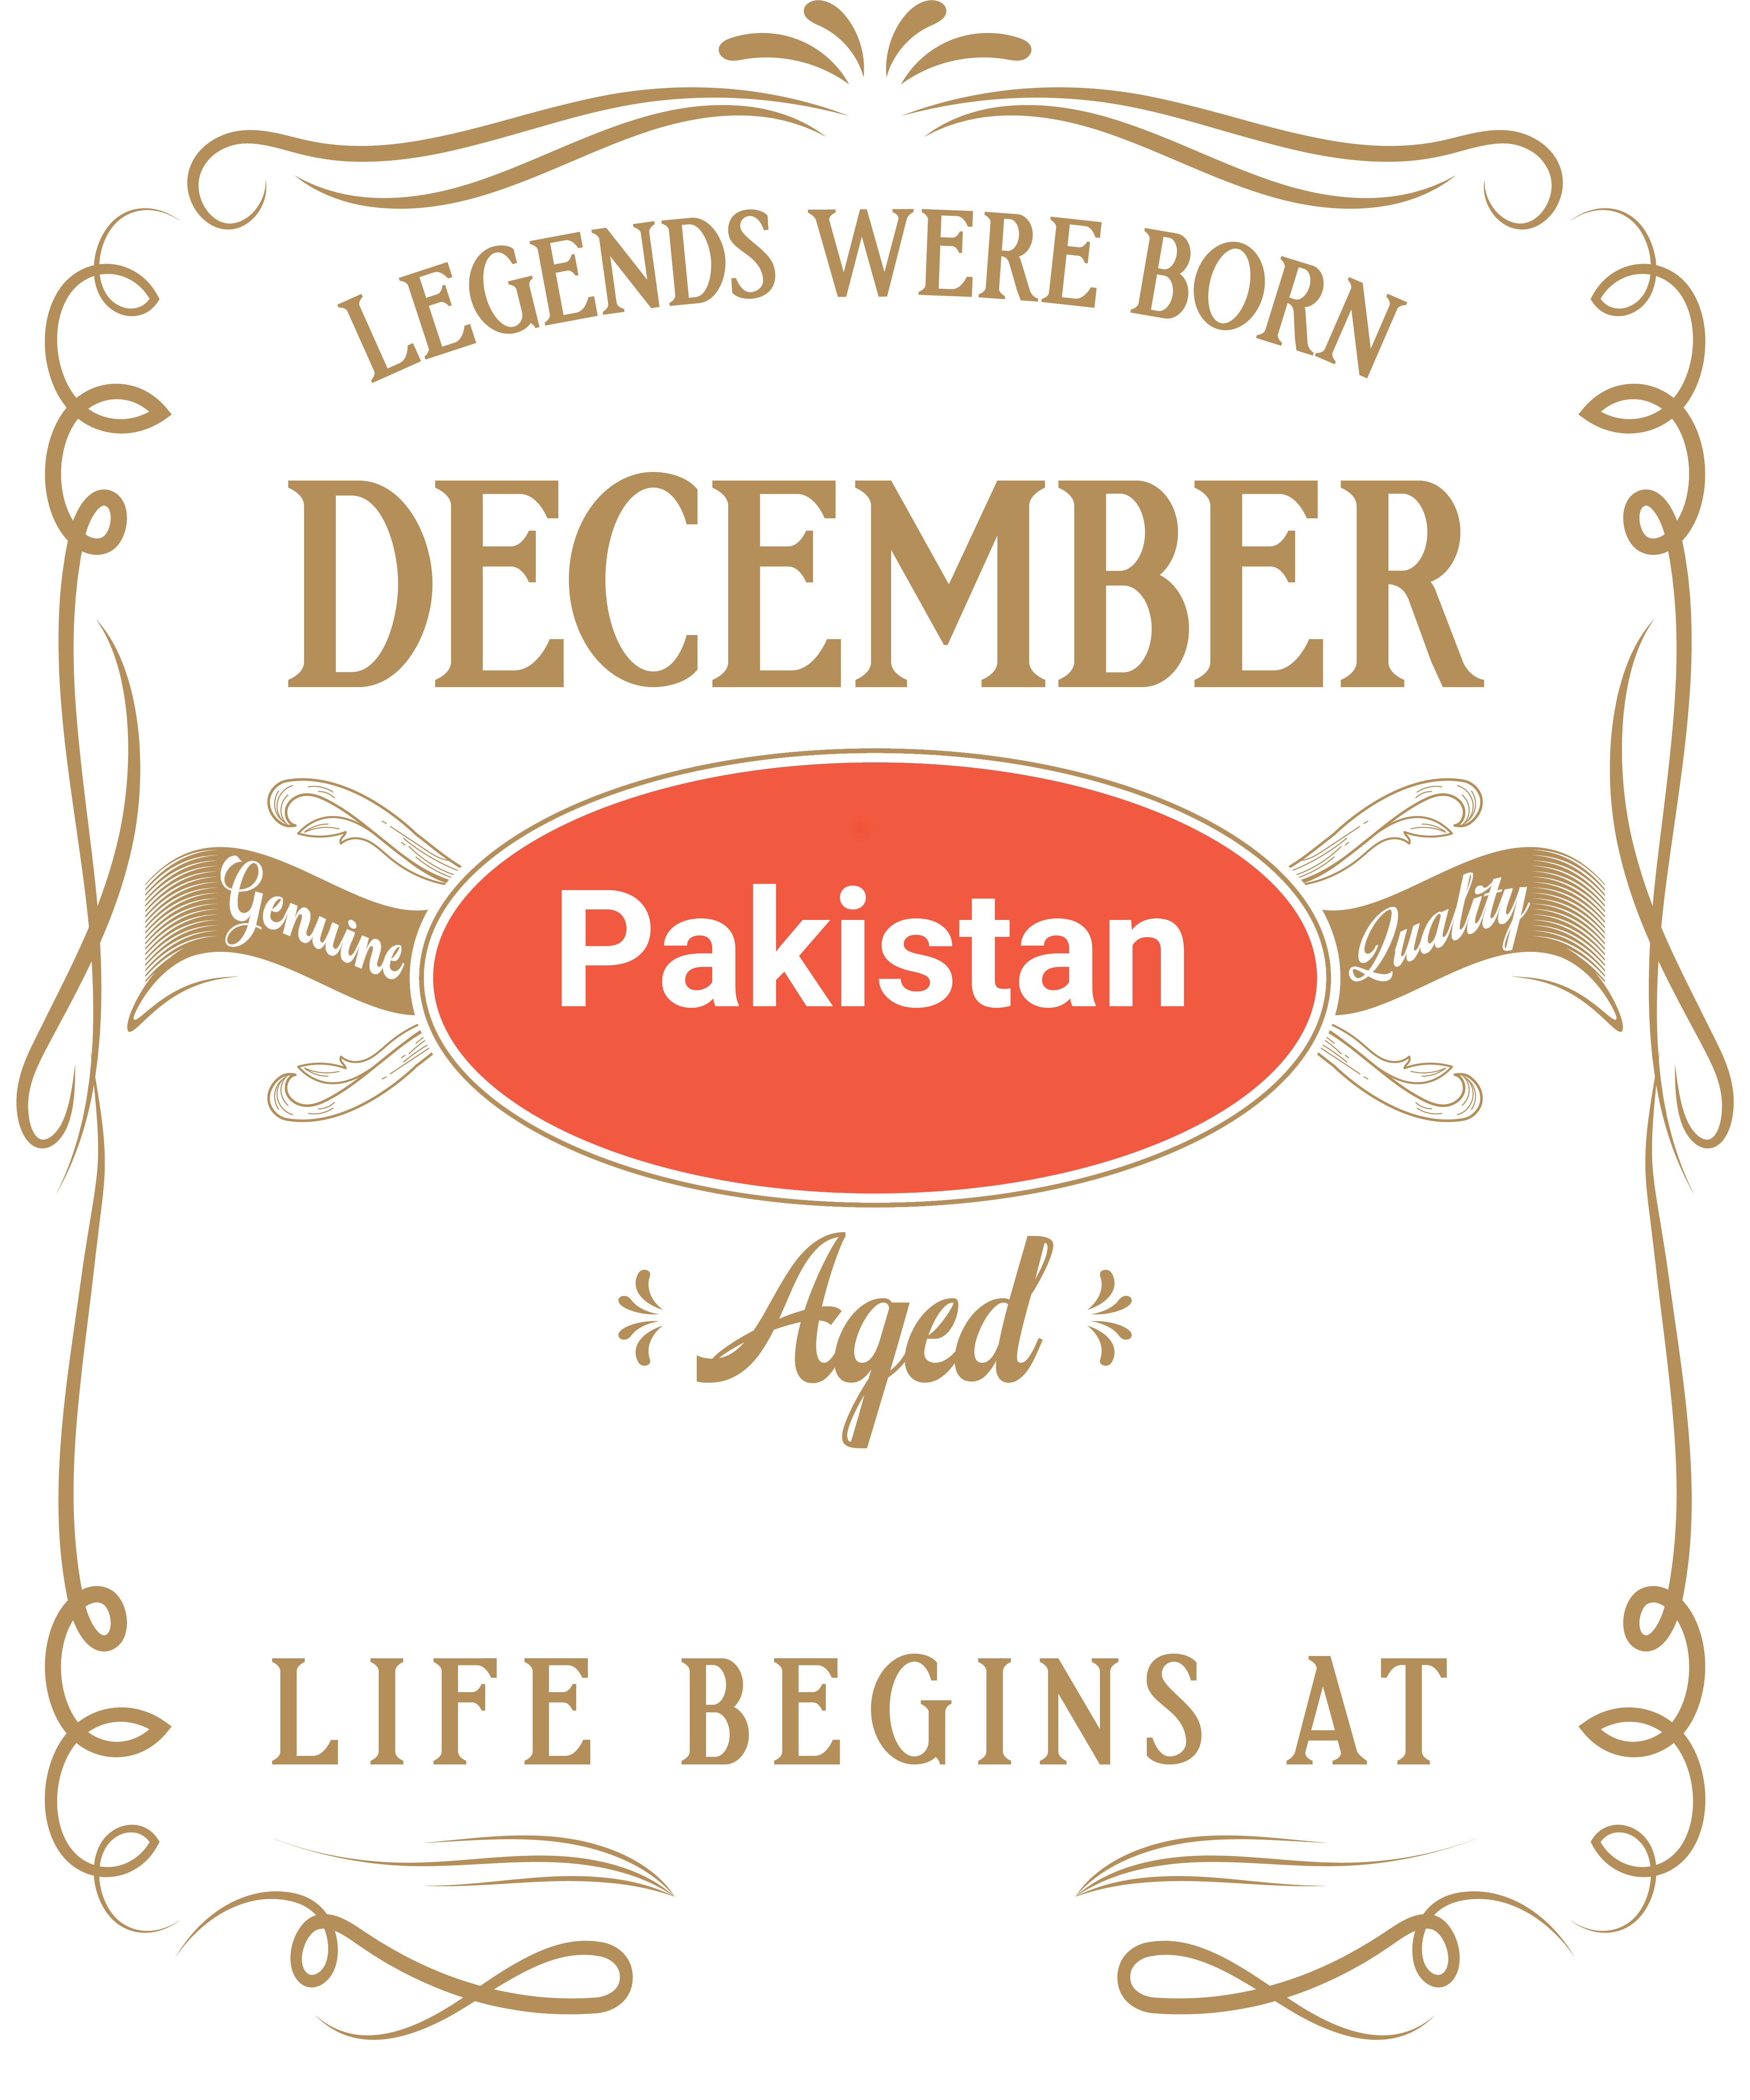 LEGENDS WERE BORN
DECEMBER
Genuine
Pakistan
Quality
Aged
LIFE BEGINS AT